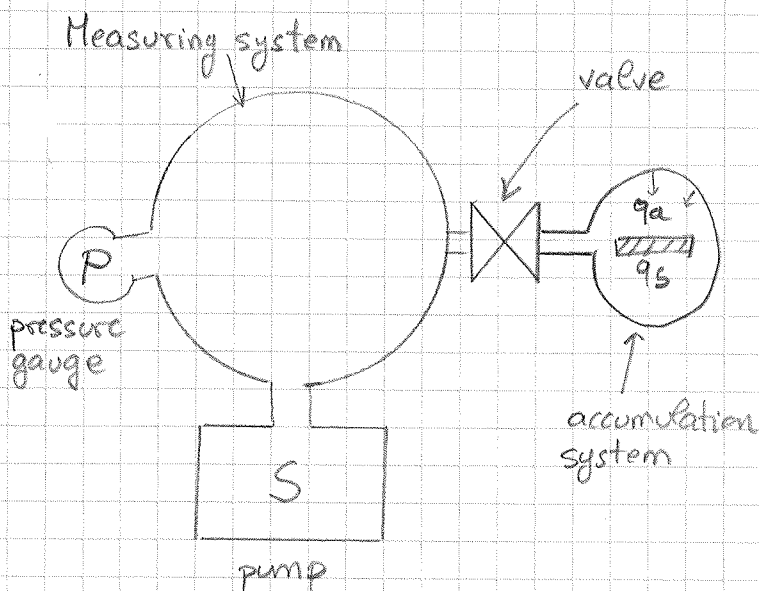 Measuring system
valve
qa
qs
P
pressure
gauge
accumulation
system
S
pump